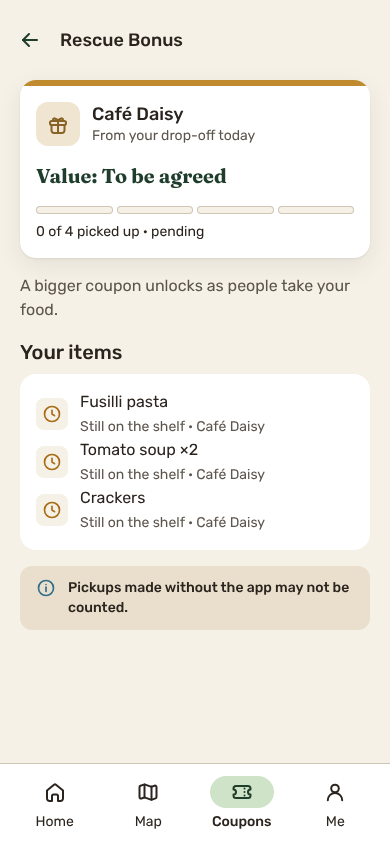 Rescue Bonus
Café Daisy
From your drop-off today
Value: To be agreed
0 of 4 picked up • pending
A bigger coupon unlocks as people take your
food.
Your items
Fusilli pasta
Still on the shelf • Café Daisy
Tomato soup ×2
Still on the shelf • Café Daisy
Crackers
Still on the shelf • Café Daisy
Pickups made without the app may not be
counted.
Home
Map
Coupons
Me